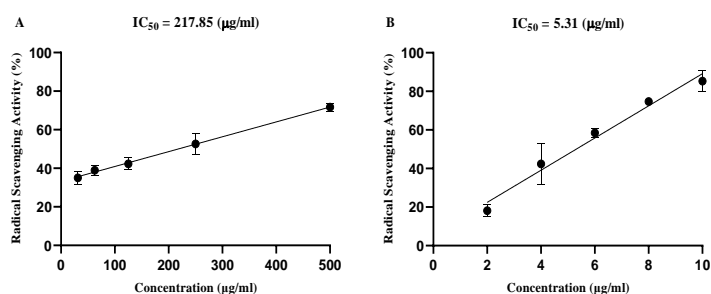 A
IC50 = 217.85 (μg/ml)
Radical Scavenging Activity (%)
100
80
60
40
20
0
0 100 200 300 400 500
Concentration (μg/ml)
B
IC50 = 5.31 (μg/ml)
Radical Scavenging Activity (%)
100
80
60
40
20
0
0 2 4 6 8 10
Concentration (μg/ml)